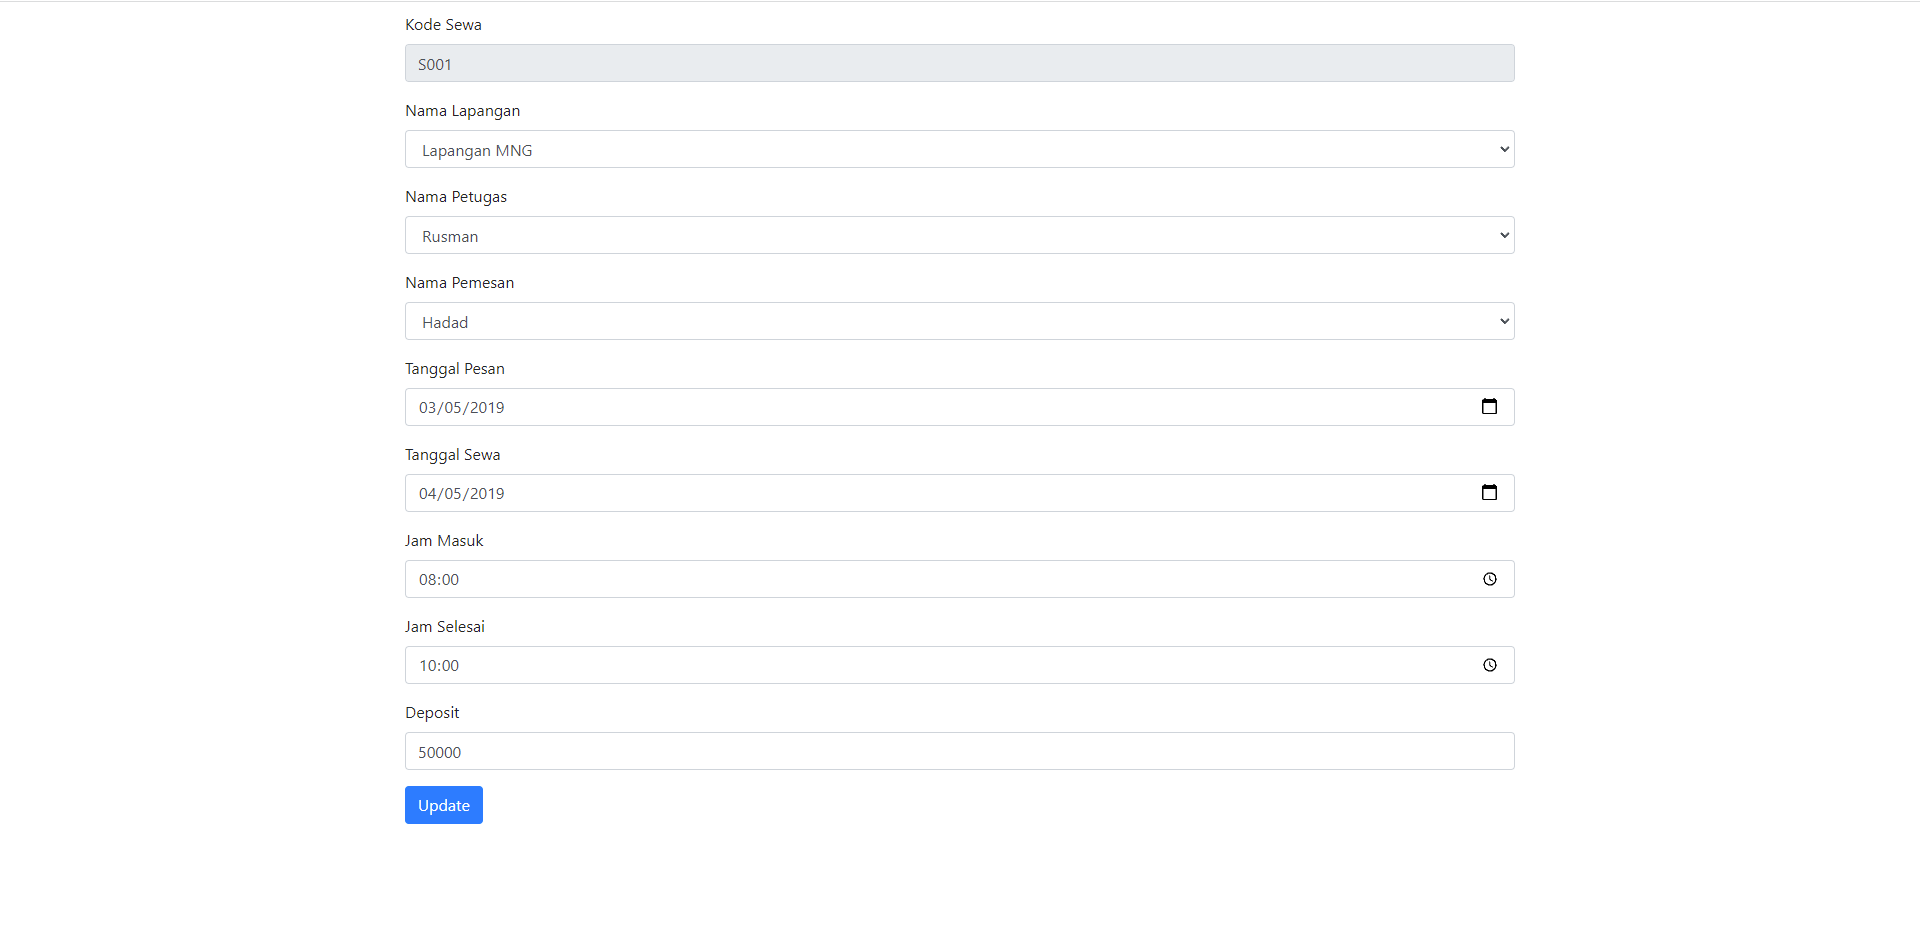 Kode Sewa
S001
Nama Lapangan
Lapangan MNG
Nama Petugas
Rusman
Nama Pemesan
Hadad
Tanggal Pesan
03/05/2019
Tanggal Sewa
04/05/2019
Jam Masuk
08:00
Jam Selesai
10:00
Deposit
50000
Update